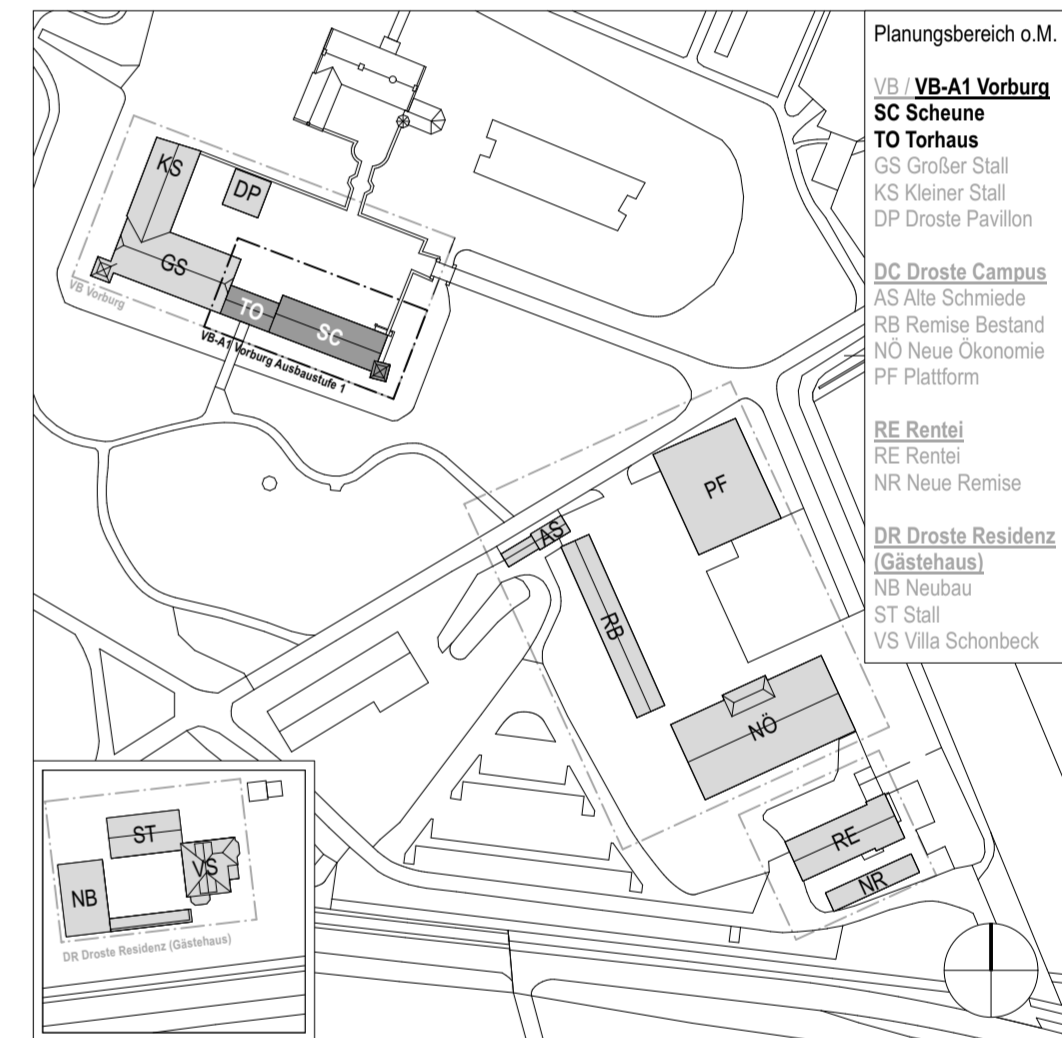 Planungsbereich o.M.
VB / VB-A1 Vorburg
SC Scheune
TO Torhaus
GS Großer Stall
KS Kleiner Stall
DP Droste Pavillon
DC Droste Campus
AS Alte Schmiede
RB Remise Bestand
NÖ Neue Ökonomie
PF Plattform
RE Rentei
RE Rentei
NR Neue Remise
DR Droste Residenz
(Gästehaus)
NB Neubau
ST Stall
VS Villa Schonbeck
KS
DP
GS
TO
SC
VB Vorburg
VB-A1 Vorburg Ausbaustufe 1
PF
AS
RB
NÖ
RE
NR
ST
VS
NB
DR Droste Residenz (Gästehaus)